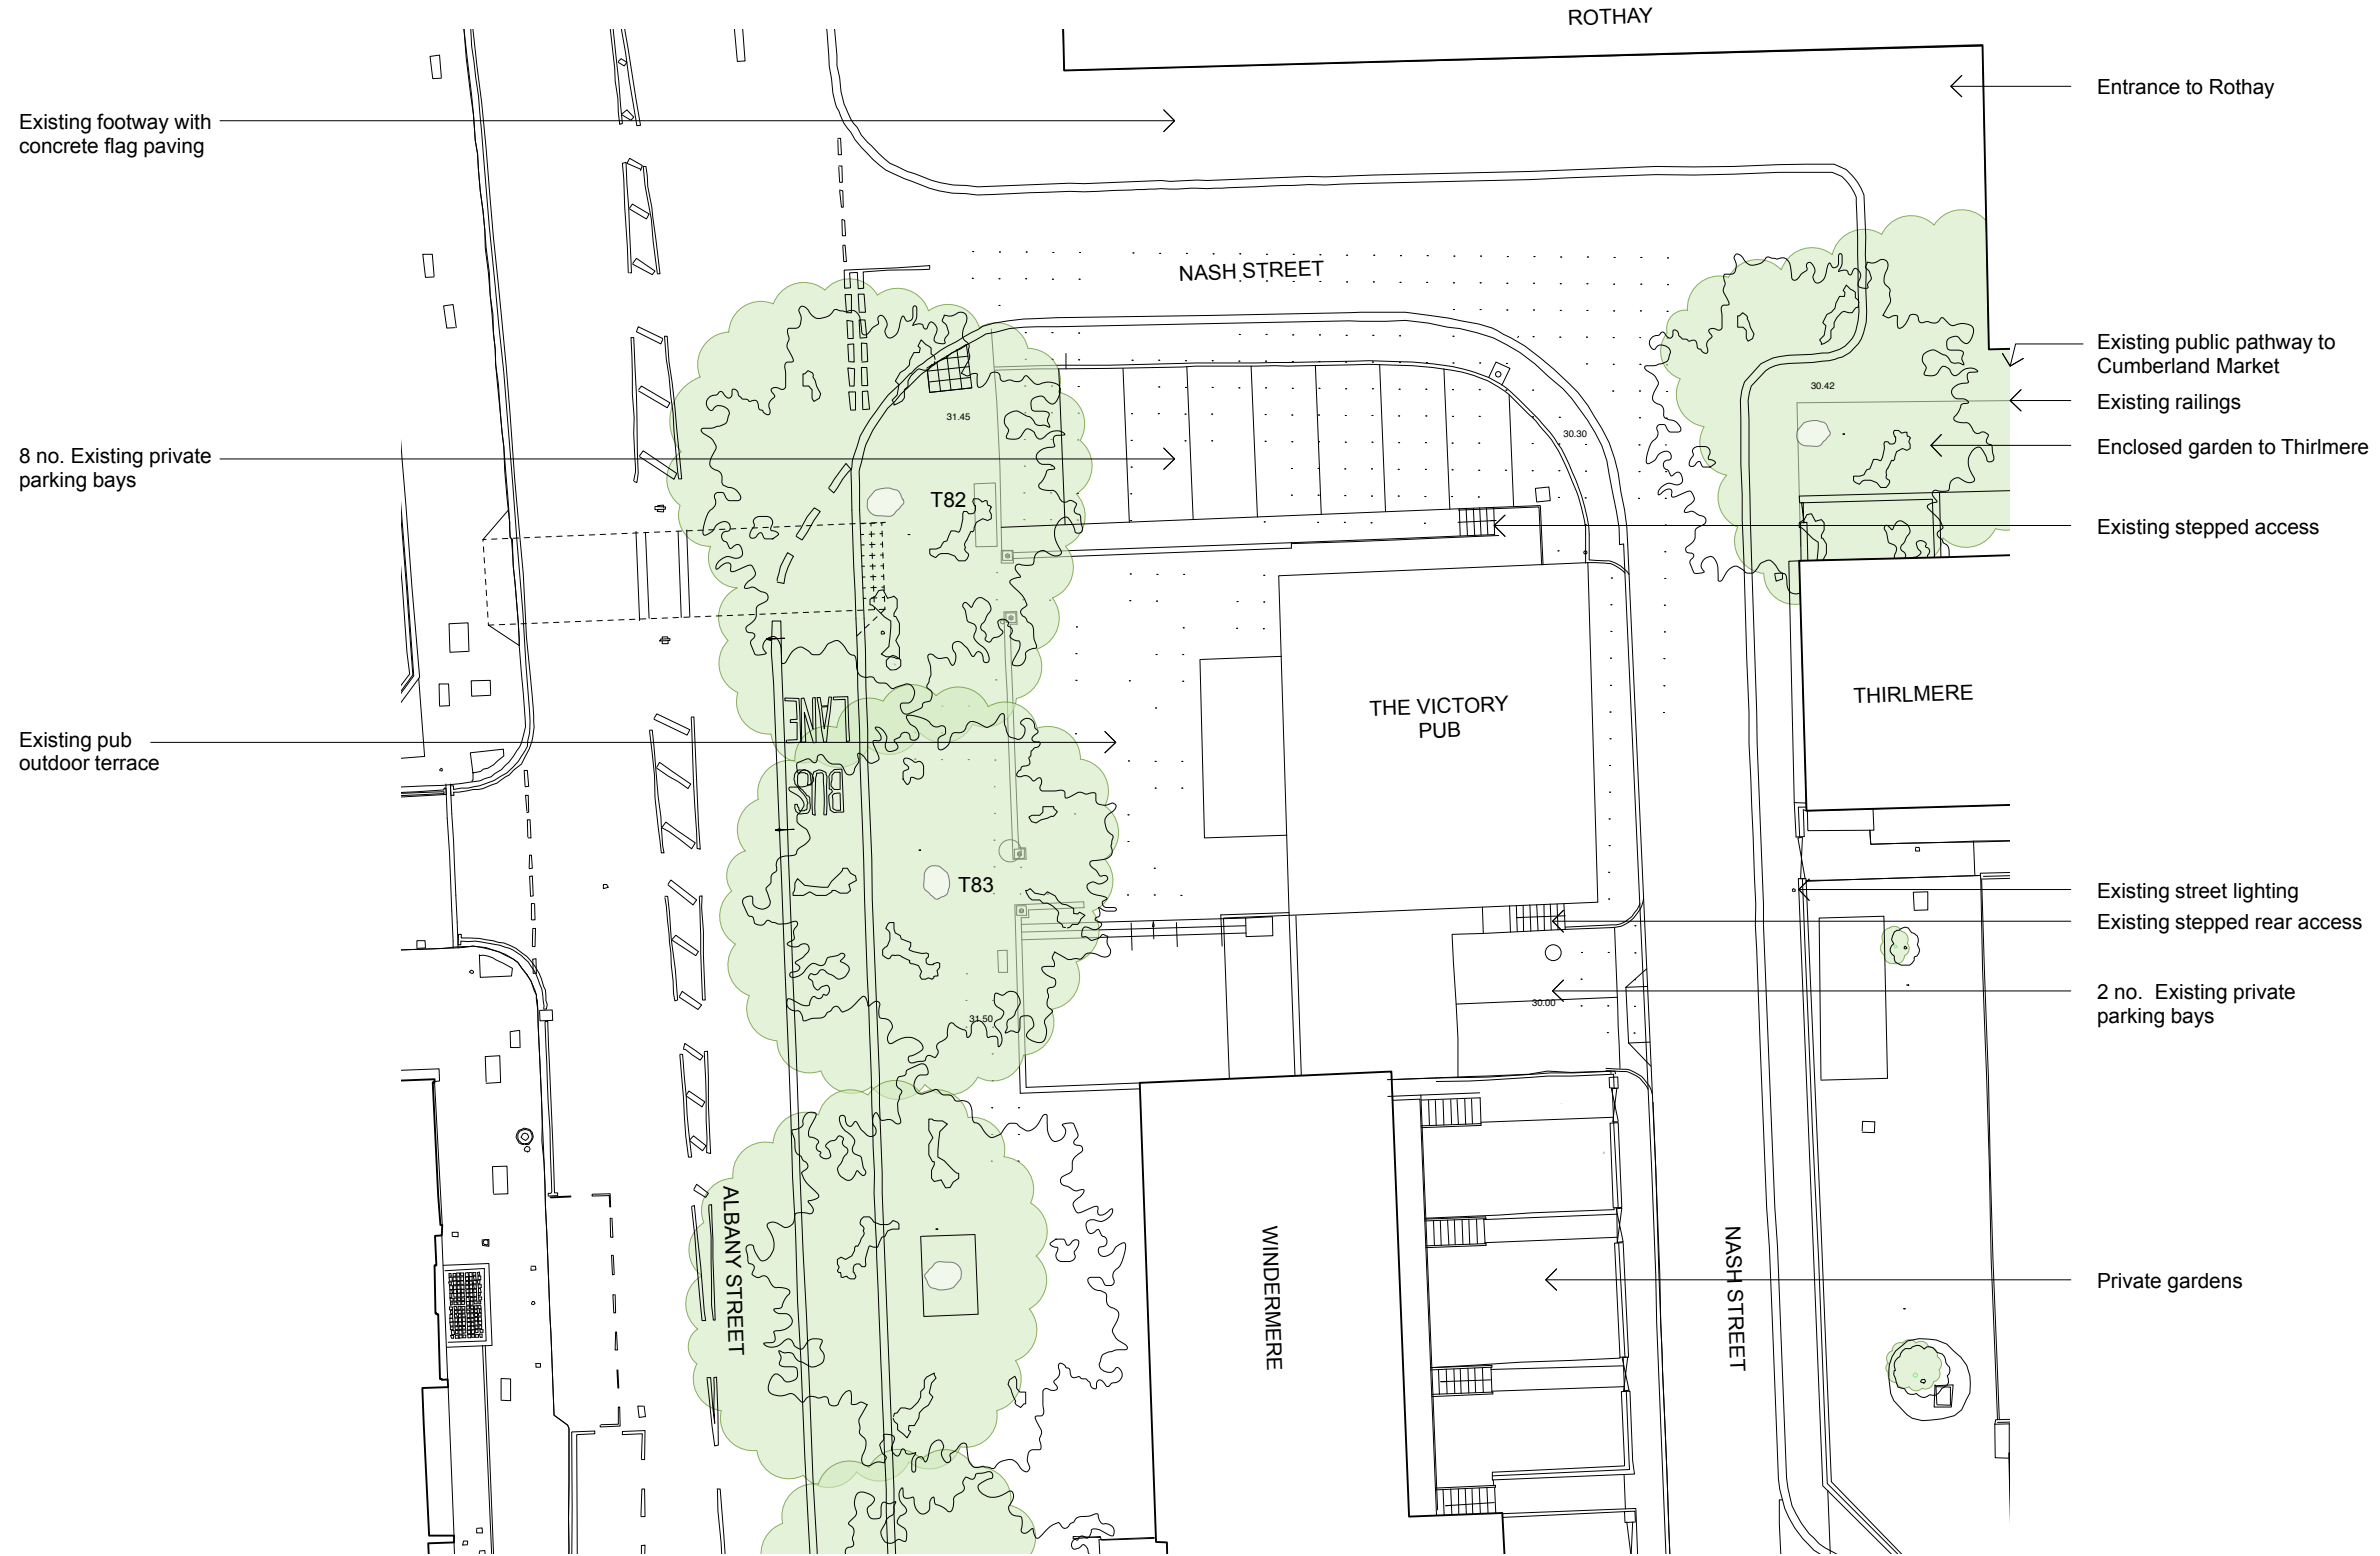 ROTHAY
Existing footway with
concrete flag paving
Entrance to Rothay
NASH STREET
Existing public pathway to
Cumberland Market
30.42
Existing railings
31.45
30.30
8 no. Existing private
parking bays
Enclosed garden to Thirlmere
T82
Existing stepped access
THIRLMERE
THE VICTORY
PUB
LANE
BUS
Existing pub
outdoor terrace
T83
Existing street lighting
Existing stepped rear access
2 no. Existing private
parking bays
30.00
31.50
ALBANY STREET
WINDERMERE
NASH STREET
Private gardens